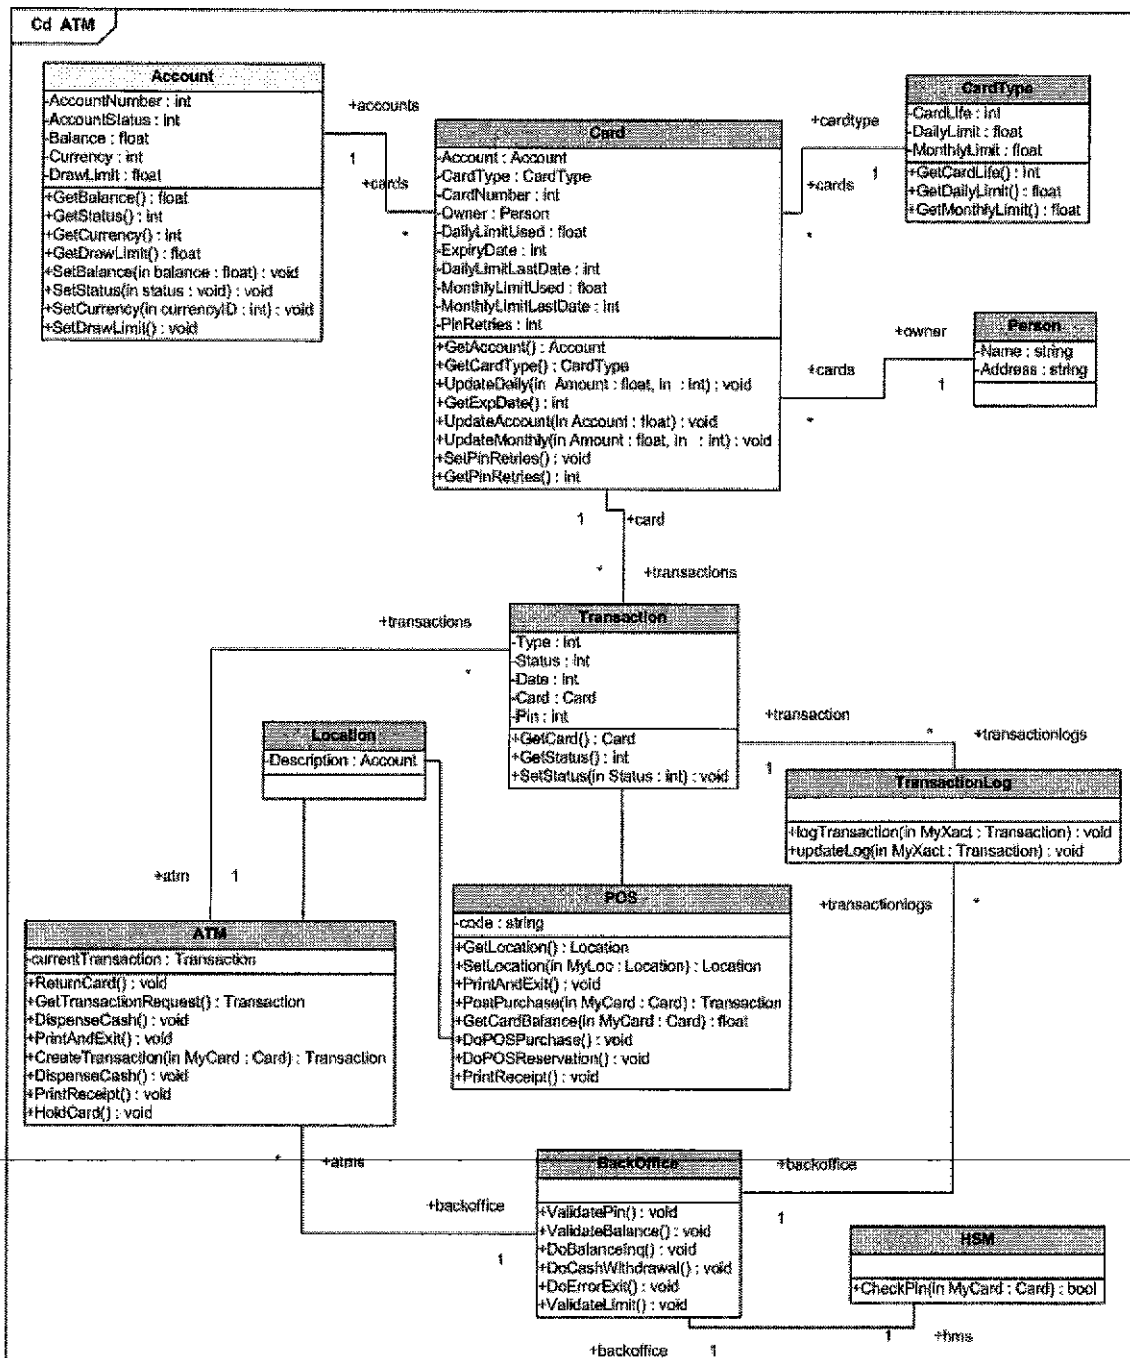 Cd ATM
Account
-AccountNumber : int
-AccountStatus : int
-Balance : float
-Currency : int
-DrawLimit : float
+GetBalance() : float
+GetStatus() : int
+GetCurrency() : int
+GetDrawLimit() : float
+SetBalance(in balance : float) : void
+SetStatus(in status : void) : void
+SetCurrency(in currencyID : int) : void
+SetDrawLimit() : void
+accounts
1
+cards
*
Card
-Account : Account
-CardType : CardType
-CardNumber : int
-Owner : Person
-DailyLimitUsed : float
-ExpiryDate : int
-DailyLimitLastDate : int
-MonthlyLimitUsed : float
-MonthlyLimitLastDate : int
-PinRetries : int
+GetAccount() : Account
+GetCardType() : CardType
+UpdateDaily(in Amount : float, in : int) : void
+GetExpDate() : int
+UpdateAccount(in Account : float) : void
+UpdateMonthly(in Amount : float, in : int) : void
+SetPinRetries() : void
+GetPinRetries() : int
+cardtype
1
+cards
*
CardType
-CardLife : int
-DailyLimit : float
-MonthlyLimit : float
+GetCardLife() : int
+GetDailyLimit() : float
+GetMonthlyLimit() : float
+owner
1
+cards
*
Person
-Name : string
-Address : string
1
+card
*
+transactions
+transactions
*
Transaction
-Type : int
-Status : int
-Date : int
-Card : Card
-Pin : int
+GetCard() : Card
+GetStatus() : int
+SetStatus(in Status : int) : void
+transaction
1
*
+transactionlogs
Location
-Description : Account
TransactionLog
+logTransaction(in MyXact : Transaction) : void
+updateLog(in MyXact : Transaction) : void
+atm
1
+transactionlogs
*
ATM
-currentTransaction : Transaction
+ReturnCard() : void
+GetTransactionRequest() : Transaction
+DispenseCash() : void
+PrintAndExit() : void
+CreateTransaction(in MyCard : Card) : Transaction
+DispenseCash() : void
+PrintReceipt() : void
+HoldCard() : void
POS
-code : string
+GetLocation() : Location
+SetLocation(in MyLoc : Location) : Location
+PrintAndExit() : void
+PostPurchase(in MyCard : Card) : Transaction
+GetCardBalance(in MyCard : Card) : float
+DoPOSPurchase() : void
+DoPOSReservation() : void
+PrintReceipt() : void
*
+atms
+backoffice
1
BackOffice
+ValidatePin() : void
+ValidateBalance() : void
+DoBalanceInq() : void
+DoCashWithdrawal() : void
+DoErrorExit() : void
+ValidateLimit() : void
+backoffice
1
HSM
+CheckPin(in MyCard : Card) : bool
1
+hms
+backoffice
1